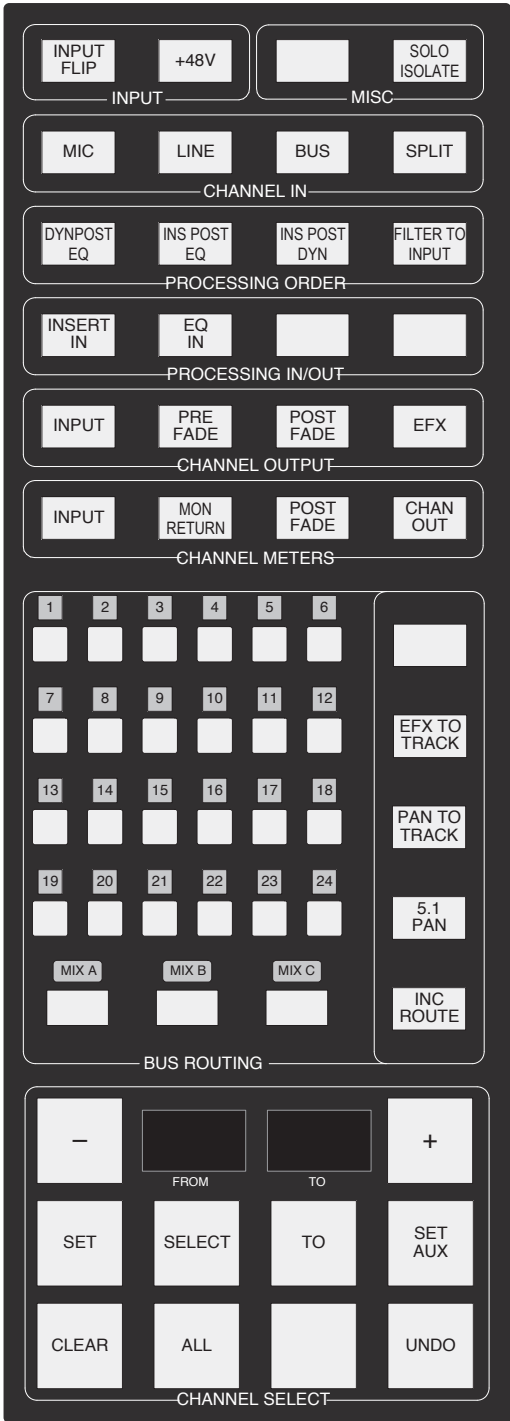 INPUT
FLIP
+48V
SOLO
ISOLATE
INPUT
MISC
MIC
LINE
BUS
SPLIT
CHANNEL IN
DYNPOST
EQ
INS POST
EQ
INS POST
DYN
FILTER TO
INPUT
PROCESSING ORDER
INSERT
IN
EQ
IN
PROCESSING IN/OUT
INPUT
PRE
FADE
POST
FADE
EFX
CHANNEL OUTPUT
INPUT
MON
RETURN
POST
FADE
CHAN
OUT
CHANNEL METERS
1 2 3 4 5 6
7 8 9 10 11 12
EFX TO
TRACK
13 14 15 16 17 18
PAN TO
TRACK
19 20 21 22 23 24
5.1
PAN
MIX A MIX B MIX C
INC
ROUTE
BUS ROUTING
–
+
FROM TO
SET
SELECT
TO
SET
AUX
CLEAR
ALL
UNDO
CHANNEL SELECT